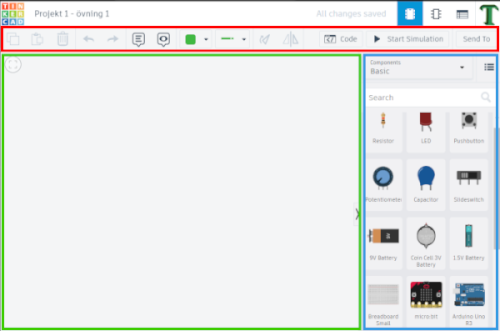 TIN
KER
CAD
Projekt 1 - övning 1
All changes saved
Code
Start Simulation
Send To
Components
Basic
Search
Resistor
LED
Pushbutton
Potentiometer
Capacitor
Slideswitch
9V Battery
Coin Cell 3V
Battery
1.5V Battery
Breadboard
Small
micro:bit
Arduino Uno
R3